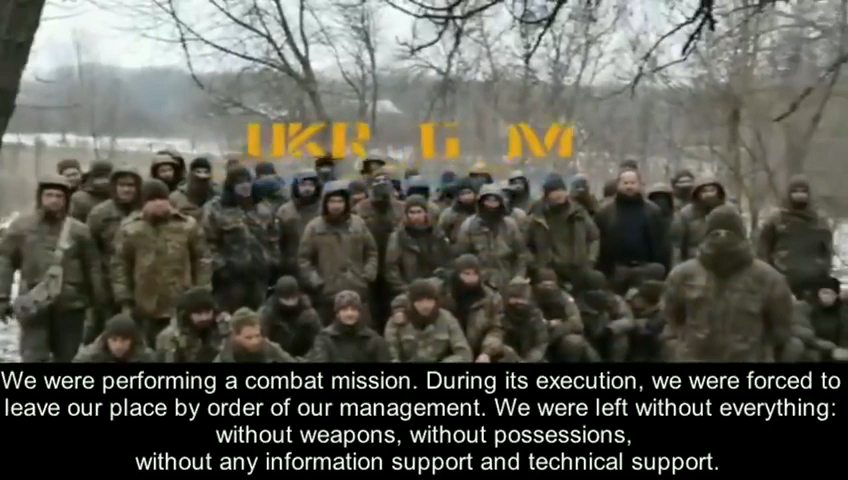 We were performing a combat mission. During its execution, we were forced to
leave our place by order of our management. We were left without everything:
without weapons, without possessions,
without any information support and technical support.